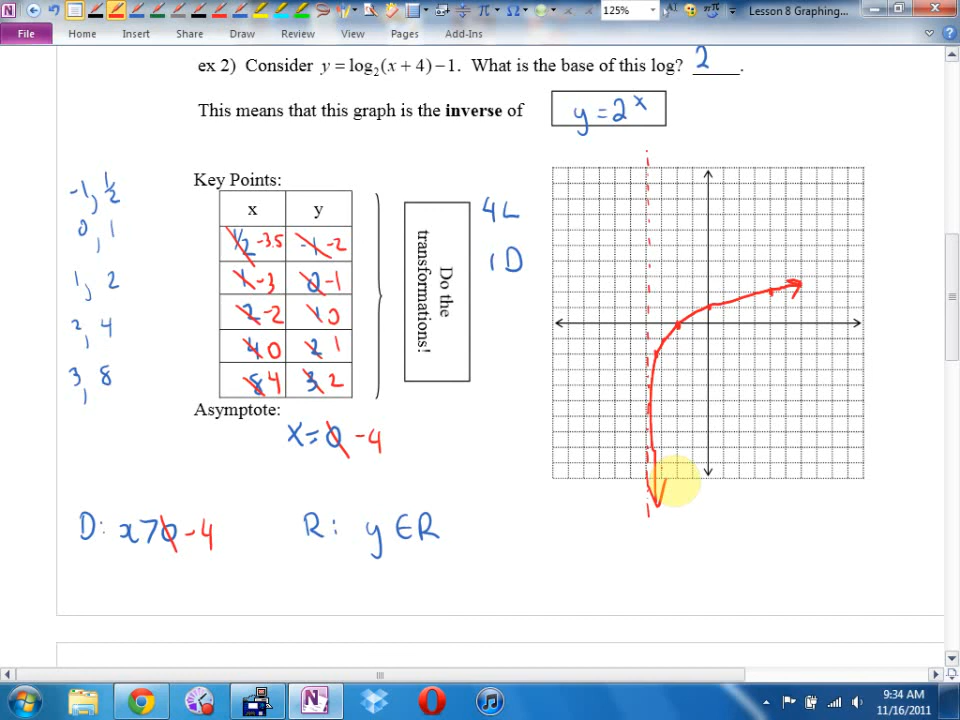 125%
Lesson 8 Graphing...
File Home Insert Share Draw Review View Pages Add-Ins
ex 2) Consider y = log₂(x + 4) − 1. What is the base of this log? 2.
This means that this graph is the inverse of y = 2ˣ
Key Points:
-1, 1/2
0, 1
1, 2
2, 4
3, 8
x y
1/2 -3.5 -1 -2
1 -3 0 -1
2 -2 1 0
4 0 2 1
8 4 3 2
Do the
transformations!
4L
1D
Asymptote:
x = 0 -4
D: x > 0 -4 R: y ∈ R
9:34 AM
11/16/2011